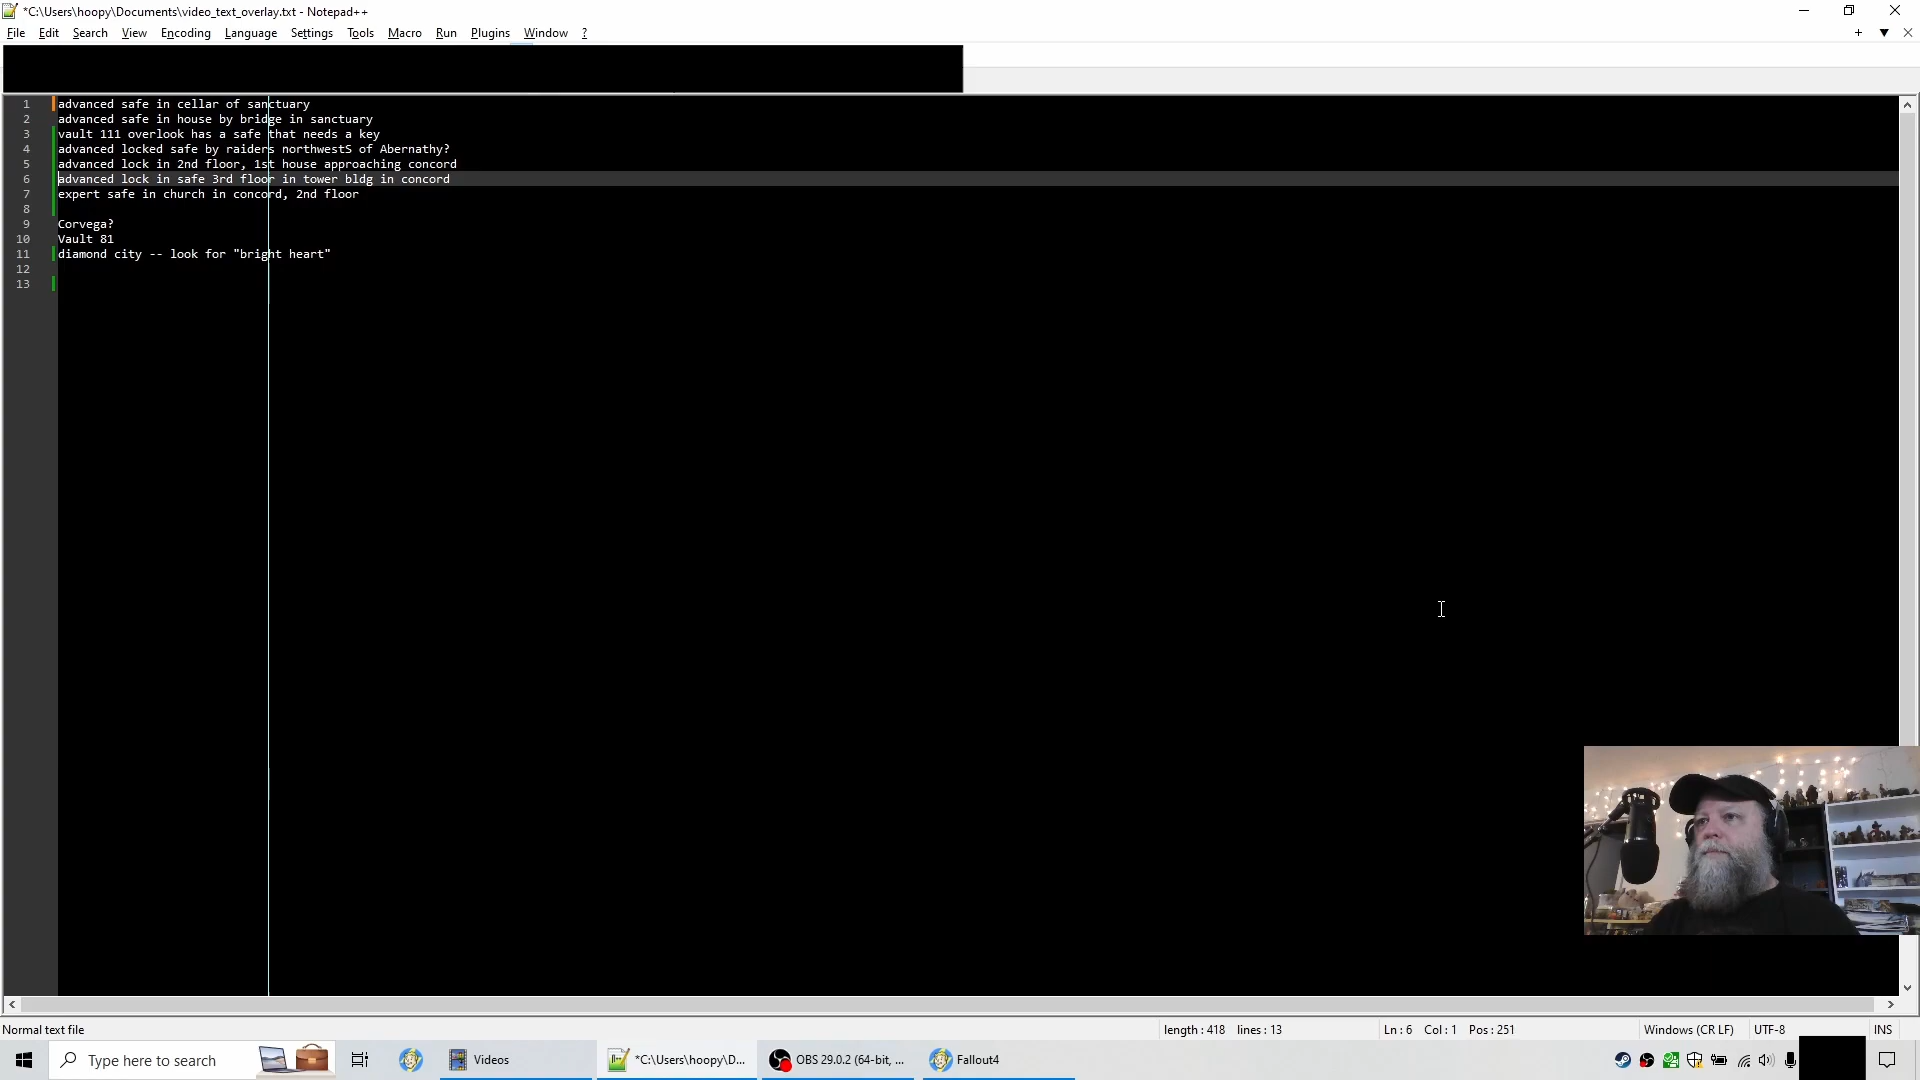 *C:\Users\hoopy\Documents\video_text_overlay.txt - Notepad++
File Edit Search View Encoding Language Settings Tools Macro Run Plugins Window ?
1 advanced safe in cellar of sanctuary
2 advanced safe in house by bridge in sanctuary
3 vault 111 overlook has a safe that needs a key
4 advanced locked safe by raiders northwestS of Abernathy?
5 advanced lock in 2nd floor, 1st house approaching concord
6 advanced lock in safe 3rd floor in tower bldg in concord
7 expert safe in church in concord, 2nd floor
8
9 Corvega?
10 Vault 81
11 diamond city -- look for "bright heart"
12
13
Normal text file length : 418 lines : 13 Ln : 6 Col : 1 Pos : 251 Windows (CR LF) UTF-8 INS
Type here to search Videos *C:\Users\hoopy\D... OBS 29.0.2 (64-bit, ... Fallout4